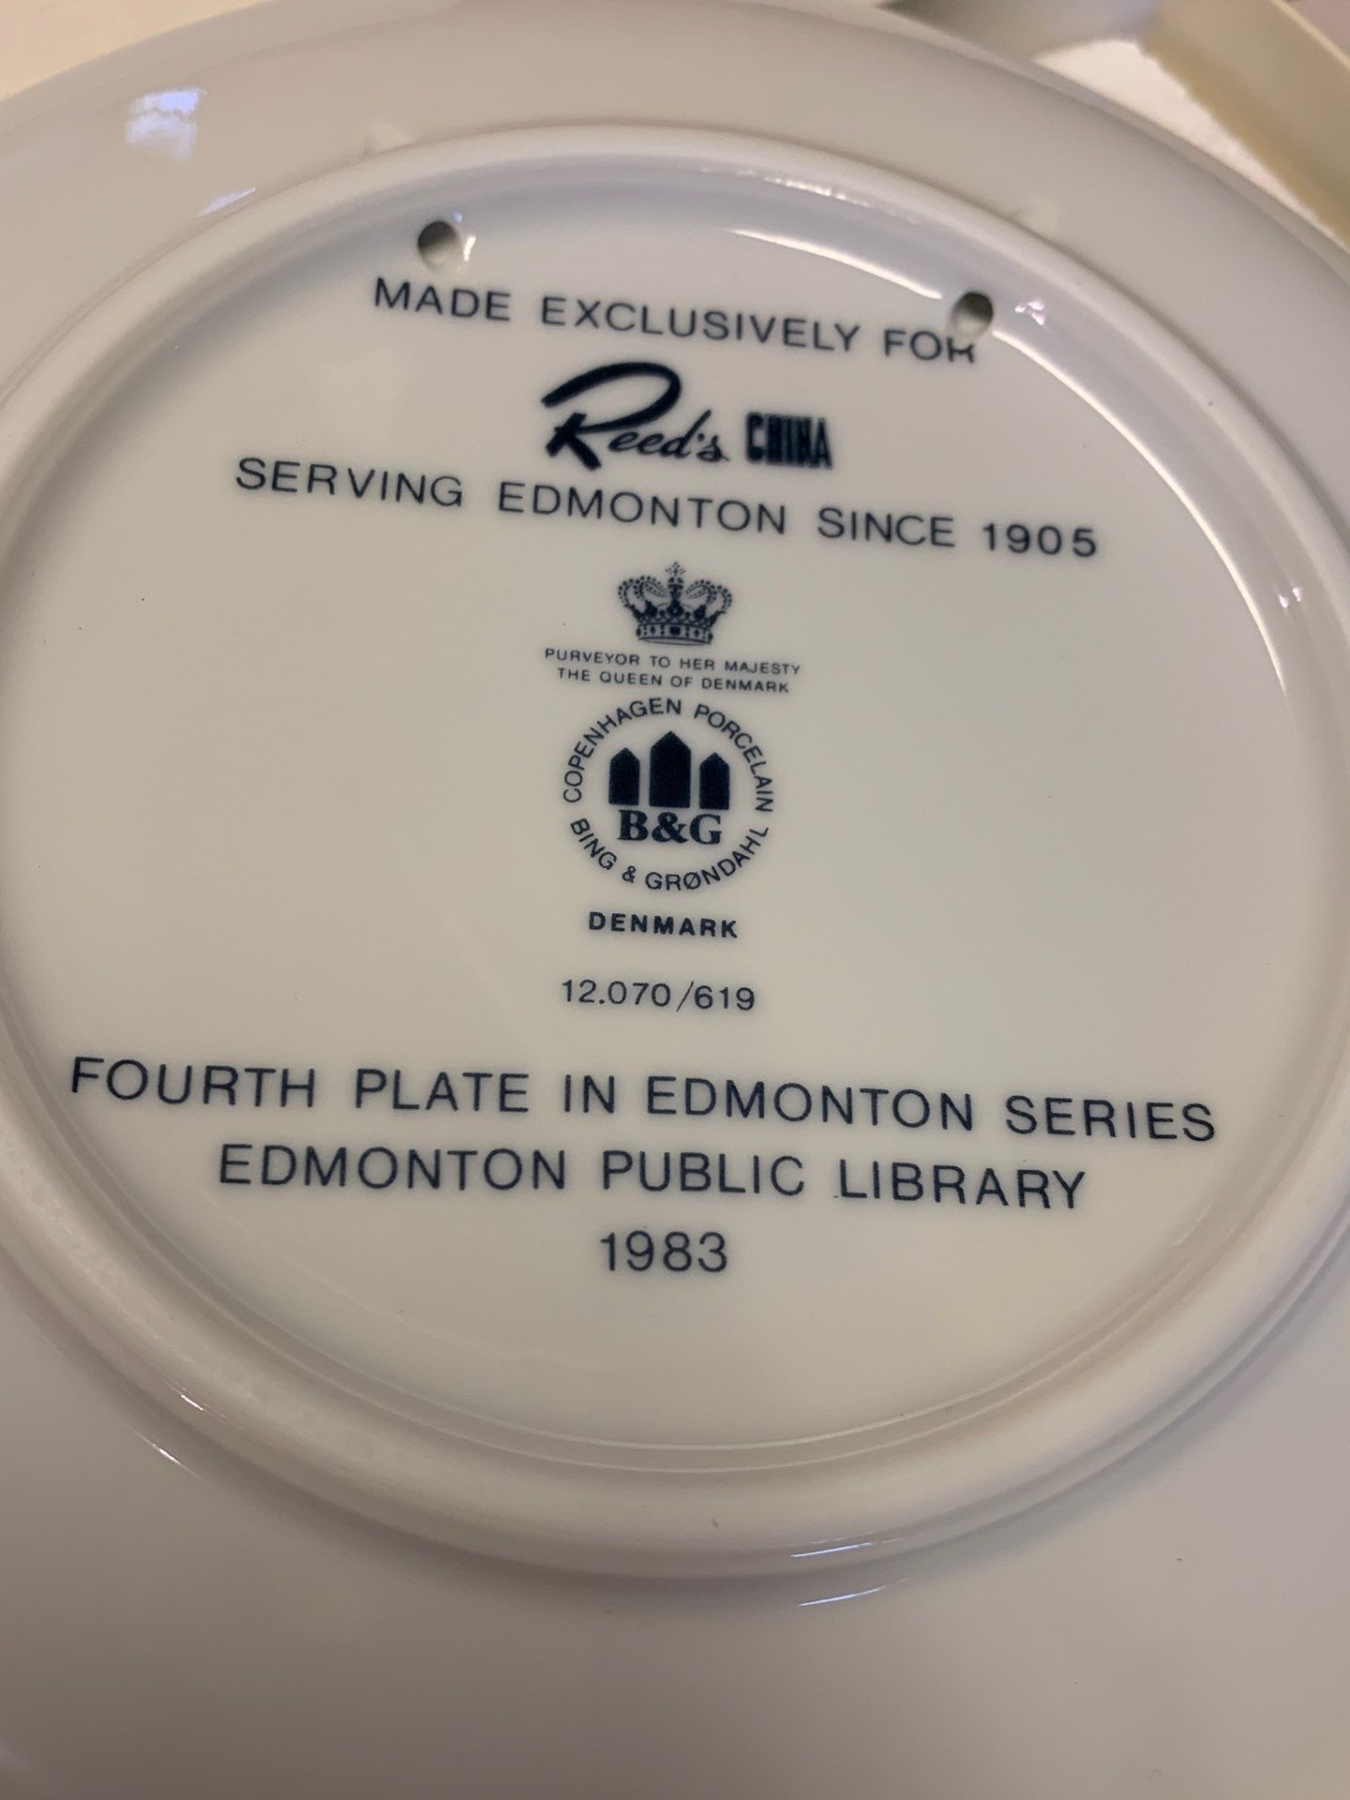 MADE EXCLUSIVELY FOR
Reed's CHINA
SERVING EDMONTON SINCE 1905
PURVEYOR TO HER MAJESTY
THE QUEEN OF DENMARK
COPENHAGEN PORCELAIN
B&G
BING & GRØNDAHL
DENMARK
12.070/619
FOURTH PLATE IN EDMONTON SERIES
EDMONTON PUBLIC LIBRARY
1983